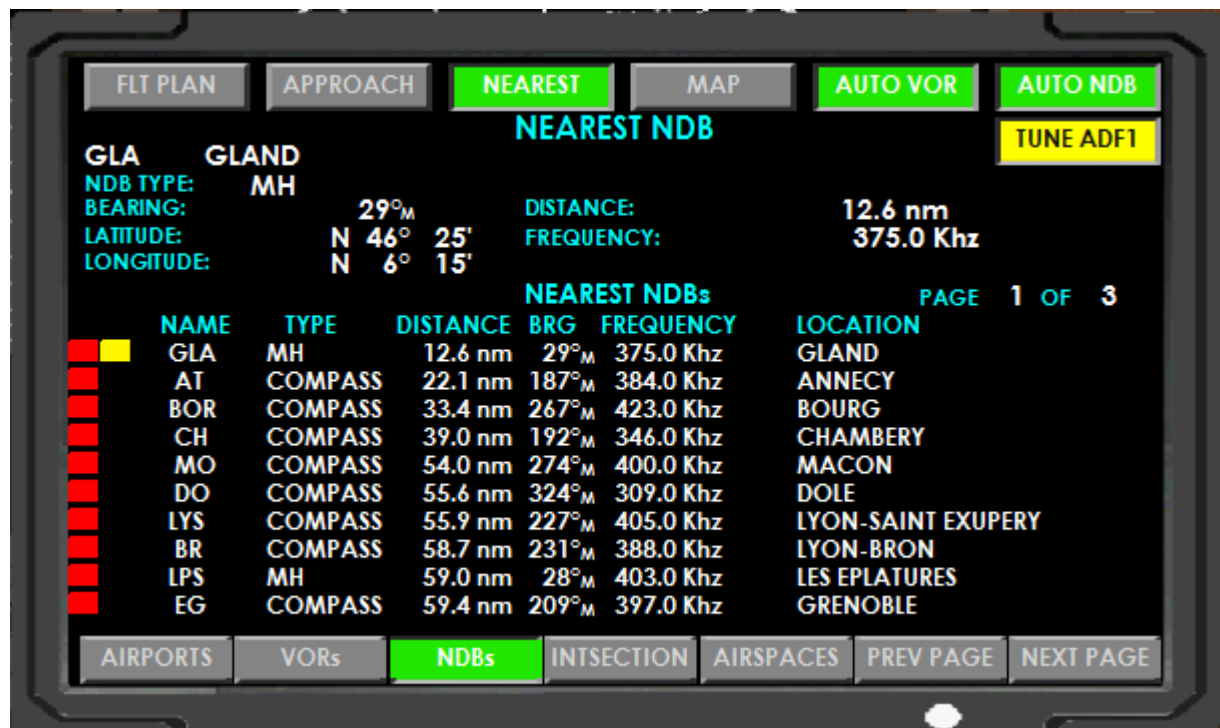 FLT PLAN APPROACH NEAREST MAP AUTO VOR AUTO NDB
NEAREST NDB
TUNE ADF1
GLA GLAND
NDB TYPE: MH
BEARING: 29°M DISTANCE: 12.6 nm
LATITUDE: N 46° 25' FREQUENCY: 375.0 Khz
LONGITUDE: N 6° 15'
NEAREST NDBs PAGE 1 OF 3
NAME TYPE DISTANCE BRG FREQUENCY LOCATION
GLA MH 12.6 nm 29°M 375.0 Khz GLAND
AT COMPASS 22.1 nm 187°M 384.0 Khz ANNECY
BOR COMPASS 33.4 nm 267°M 423.0 Khz BOURG
CH COMPASS 39.0 nm 192°M 346.0 Khz CHAMBERY
MO COMPASS 54.0 nm 274°M 400.0 Khz MACON
DO COMPASS 55.6 nm 324°M 309.0 Khz DOLE
LYS COMPASS 55.9 nm 227°M 405.0 Khz LYON-SAINT EXUPERY
BR COMPASS 58.7 nm 231°M 388.0 Khz LYON-BRON
LPS MH 59.0 nm 28°M 403.0 Khz LES EPLATURES
EG COMPASS 59.4 nm 209°M 397.0 Khz GRENOBLE
AIRPORTS VORs NDBs INTSECTION AIRSPACES PREV PAGE NEXT PAGE